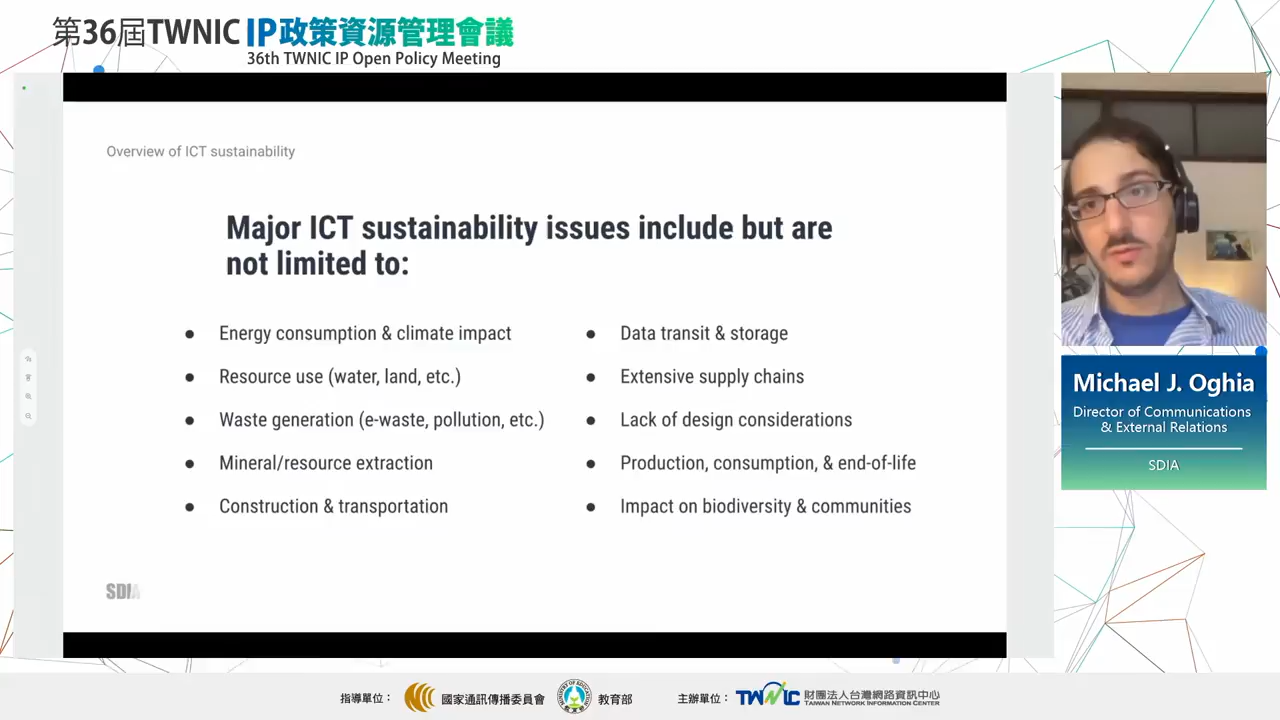 第36屆TWNIC IP政策資源管理會議
36th TWNIC IP Open Policy Meeting
Overview of ICT sustainability
Major ICT sustainability issues include but are
not limited to:
● Energy consumption & climate impact
● Resource use (water, land, etc.)
● Waste generation (e-waste, pollution, etc.)
● Mineral/resource extraction
● Construction & transportation
● Data transit & storage
● Extensive supply chains
● Lack of design considerations
● Production, consumption, & end-of-life
● Impact on biodiversity & communities
SDIA
Michael J. Oghia
Director of Communications
& External Relations
SDIA
指導單位：
國家通訊傳播委員會
教育部
主辦單位：
TWNIC
財團法人台灣網路資訊中心
TAIWAN NETWORK INFORMATION CENTER